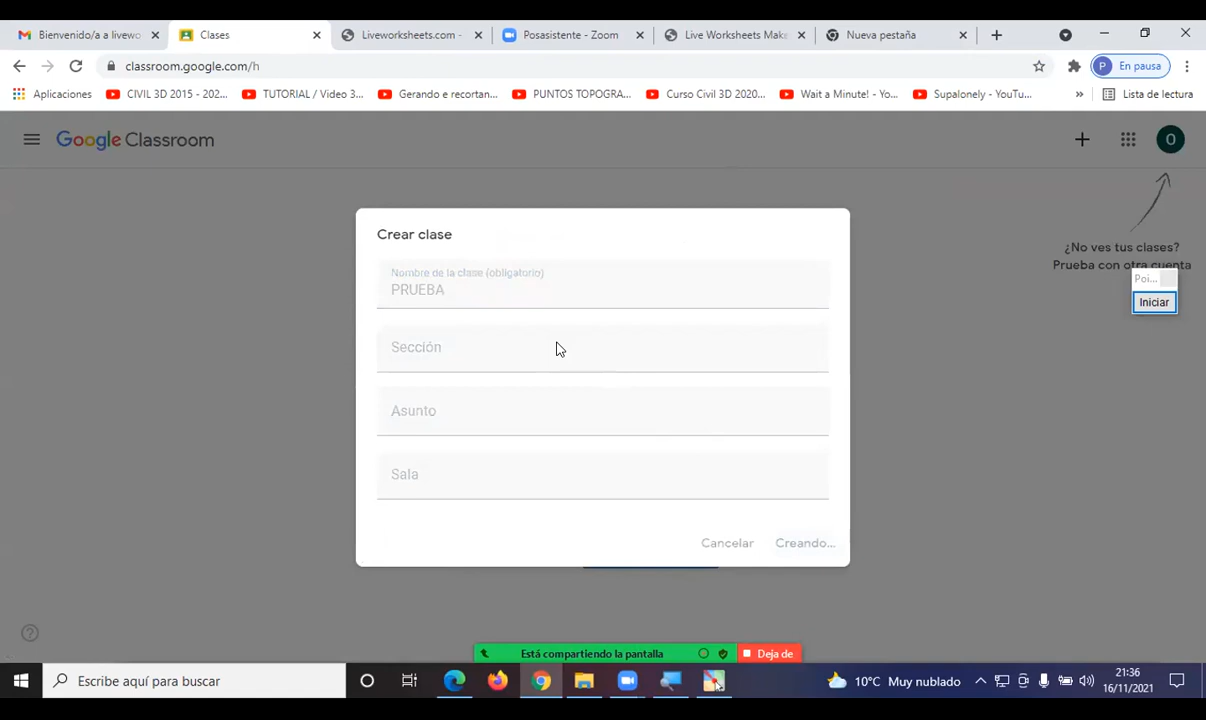 Bienvenido/a a livewo
Clases
Liveworksheets.com -
Posasistente - Zoom
Live Worksheets Mak
Nueva pestaña
classroom.google.com/h
P
En pausa
Aplicaciones
CIVIL 3D 2015 - 202...
TUTORIAL / Video 3...
Gerando e recortan...
PUNTOS TOPOGRA...
Curso Civil 3D 2020...
Wait a Minute! - Yo...
Supalonely - YouTu...
»
Lista de lectura
Google Classroom
O
¿No ves tus clases?
Prueba con otra cuenta
Poi...
Iniciar
Crear clase
Nombre de la clase (obligatorio)
PRUEBA
Sección
Asunto
Sala
Cancelar
Creando...
Está compartiendo la pantalla
Deja de
Escribe aquí para buscar
10°C Muy nublado
21:36
16/11/2021